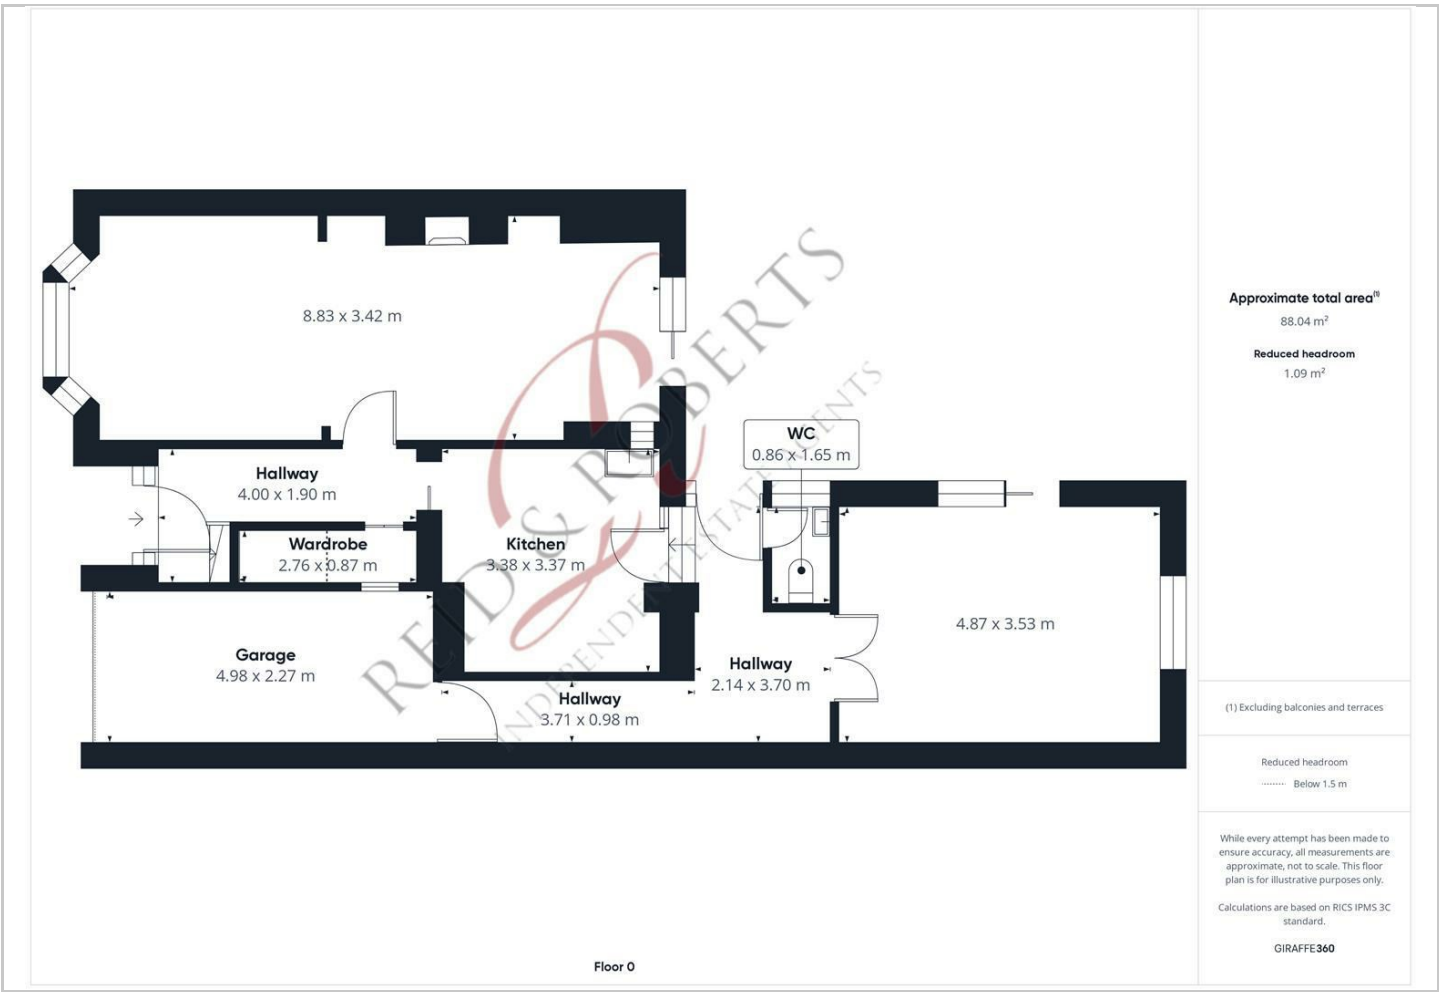 8.83 x 3.42 m
WC
0.86 x 1.65 m
Hallway
4.00 x 1.90 m
Wardrobe
2.76 x 0.87 m
Kitchen
3.38 x 3.37 m
4.87 x 3.53 m
Garage
4.98 x 2.27 m
Hallway
2.14 x 3.70 m
Hallway
3.71 x 0.98 m
REID & ROBERTS
INDEPENDENT ESTATE AGENTS
Floor 0
Approximate total area(1)
88.04 m²
Reduced headroom
1.09 m²
(1) Excluding balconies and terraces
Reduced headroom
Below 1.5 m
While every attempt has been made to
ensure accuracy, all measurements are
approximate, not to scale. This floor
plan is for illustrative purposes only.
Calculations are based on RICS IPMS 3C
standard.
GIRAFFE360